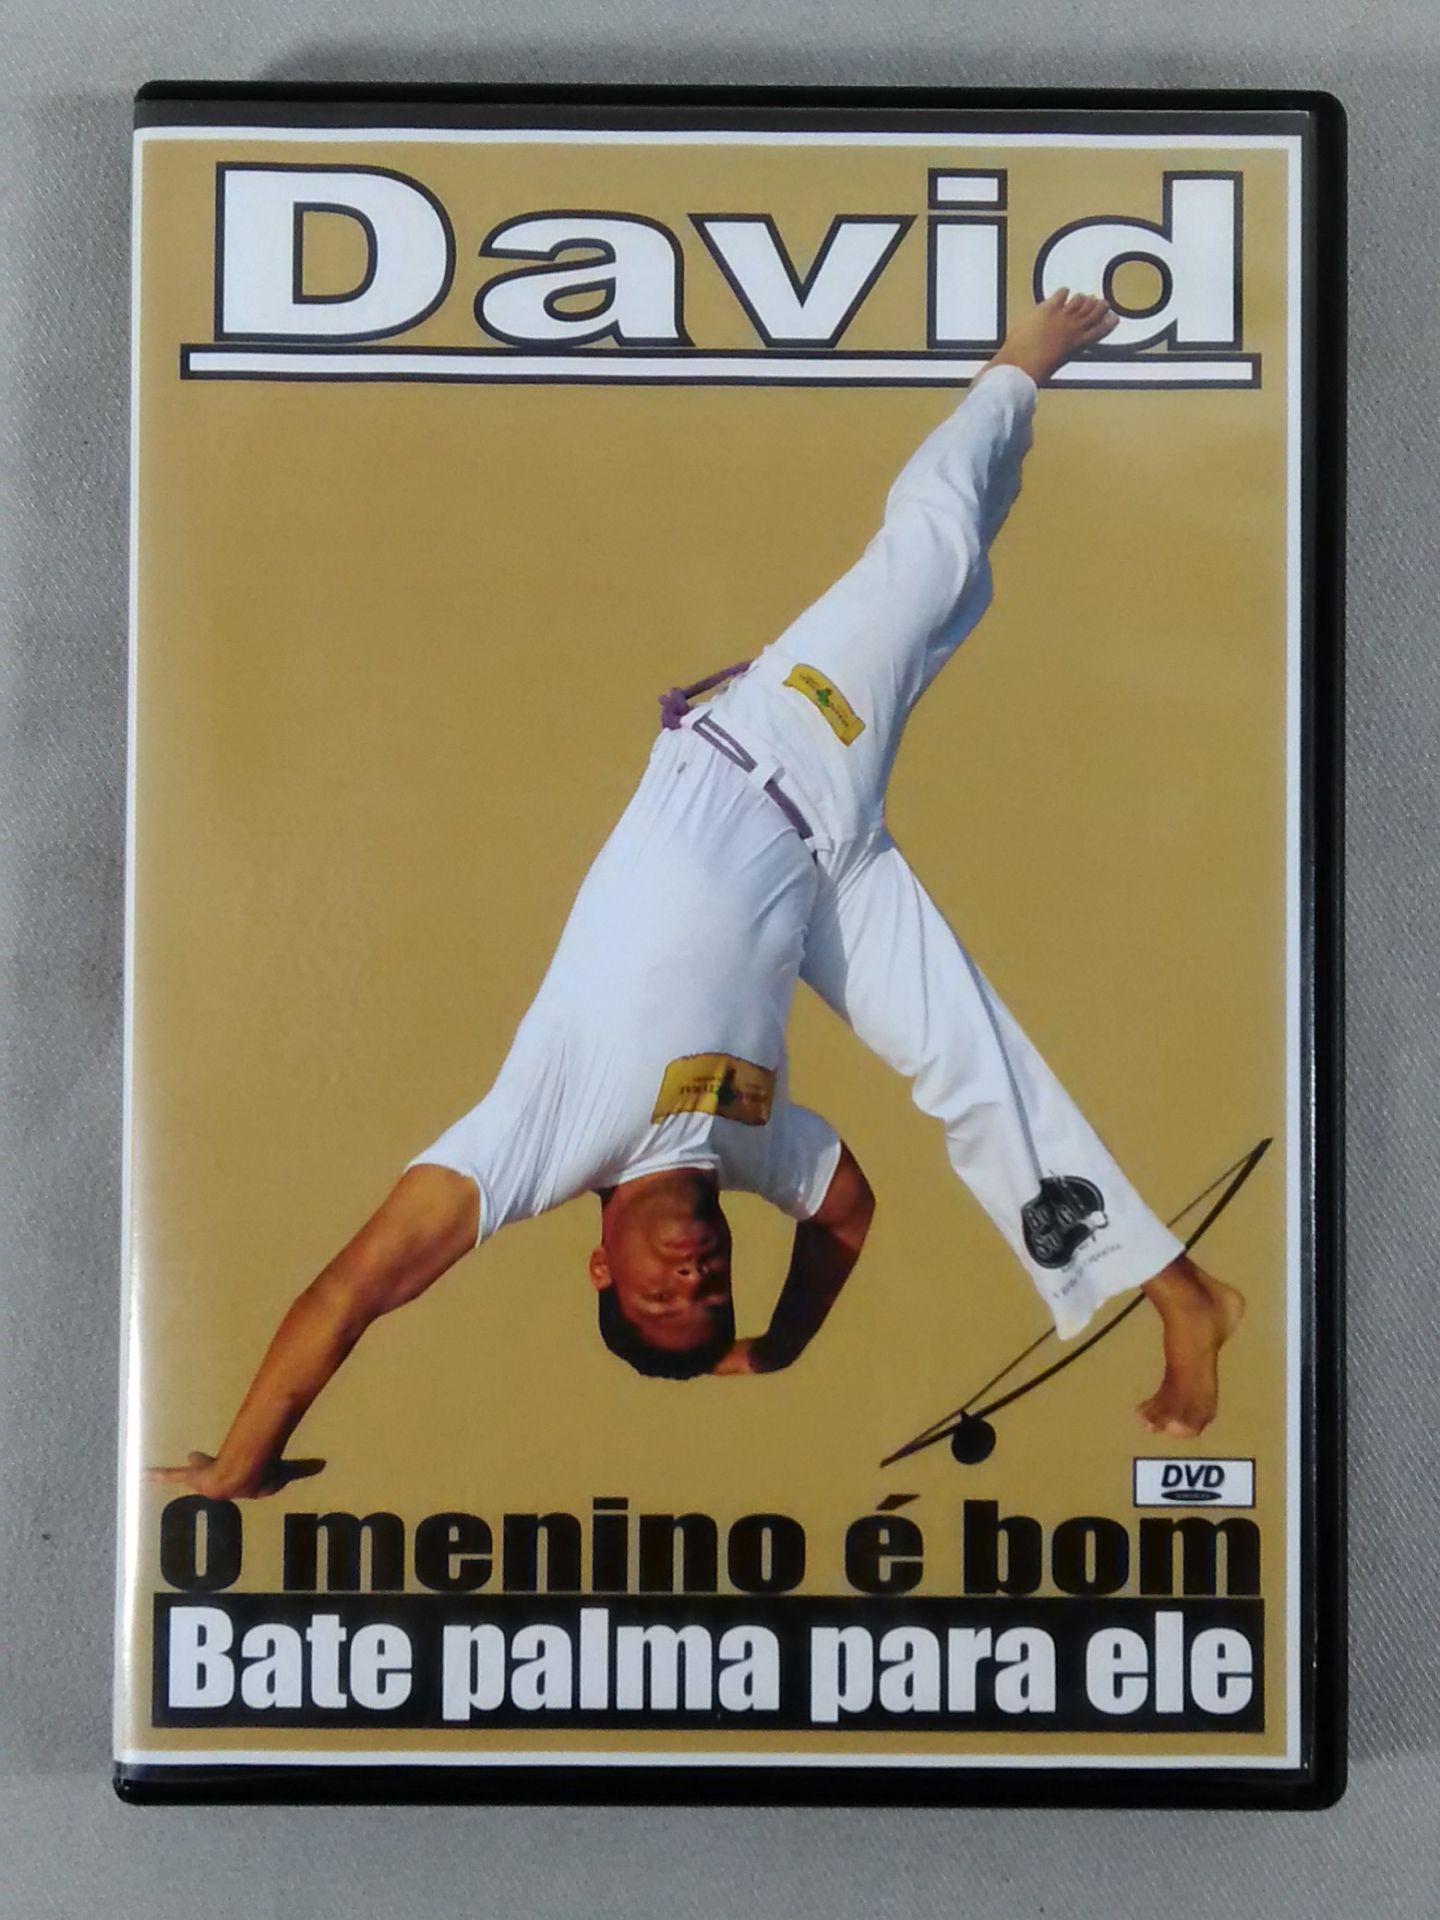 David
DVD
O menino é bom
Bate palma para ele